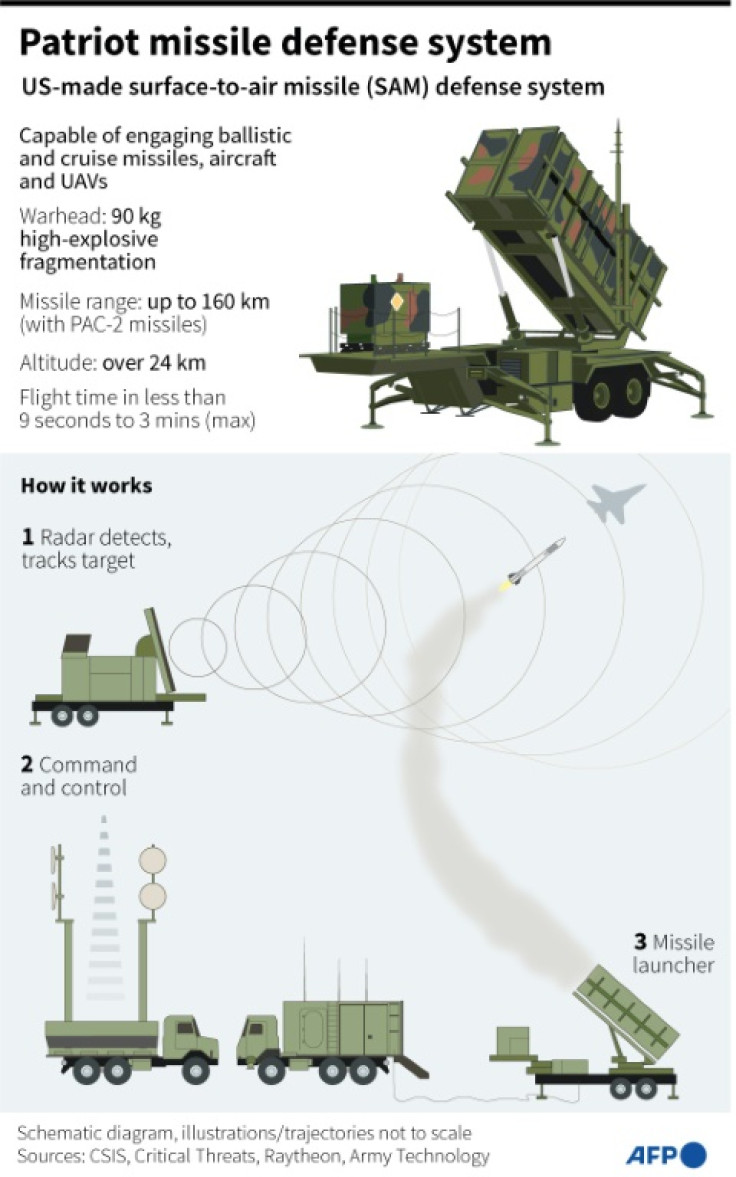 Patriot missile defense system
US-made surface-to-air missile (SAM) defense system
Capable of engaging ballistic
and cruise missiles, aircraft
and UAVs
Warhead: 90 kg
high-explosive
fragmentation
Missile range: up to 160 km
(with PAC-2 missiles)
Altitude: over 24 km
Flight time in less than
9 seconds to 3 mins (max)
How it works
1 Radar detects,
tracks target
2 Command
and control
3 Missile
launcher
Schematic diagram, illustrations/trajectories not to scale
Sources: CSIS, Critical Threats, Raytheon, Army Technology
AFP